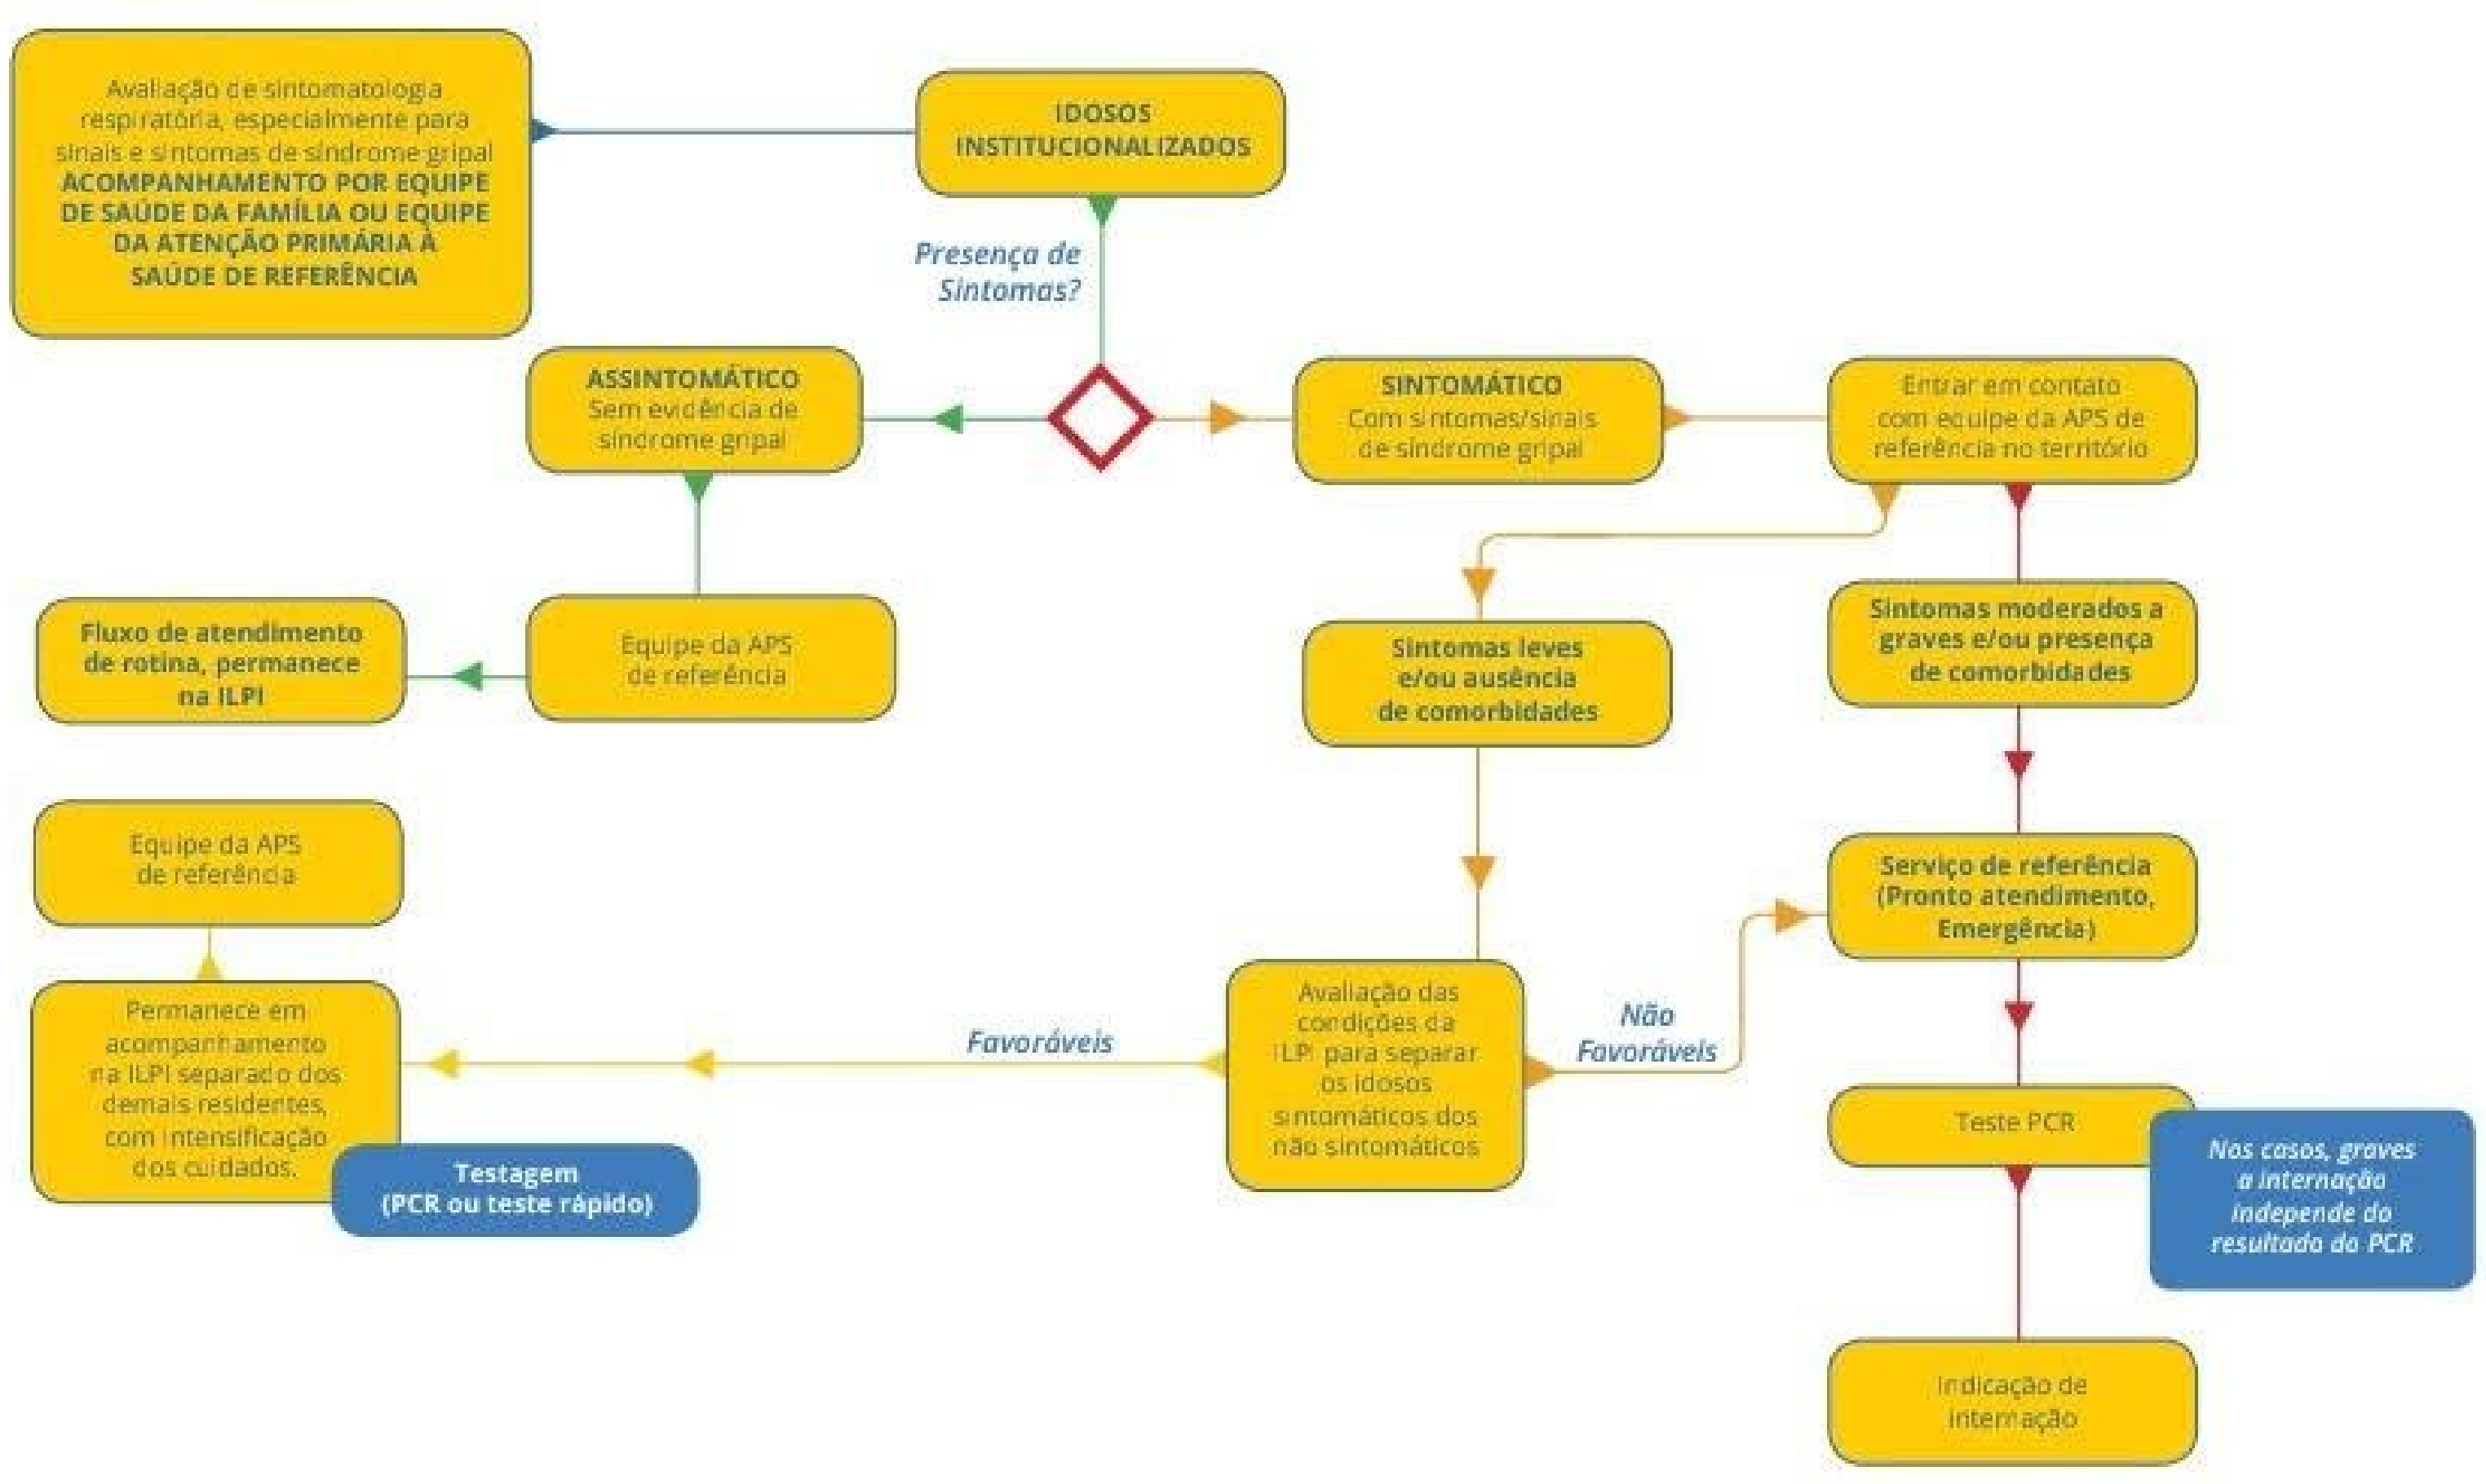 Avaliação de sintomatologia
respiratória, especialmente para
sinais e sintomas de síndrome gripal
ACOMPANHAMENTO POR EQUIPE
DE SAÚDE DA FAMÍLIA OU EQUIPE
DA ATENÇÃO PRIMÁRIA À
SAÚDE DE REFERÊNCIA
IDOSOS
INSTITUCIONALIZADOS
Presença de
Sintomas?
ASSINTOMÁTICO
Sem evidência de
síndrome gripal
SINTOMÁTICO
Com sintomas/sinais
de síndrome gripal
Entrar em contato
com equipe da APS de
referência no território
Fluxo de atendimento
de rotina, permanece
na ILPI
Equipe da APS
de referência
Sintomas leves
e/ou ausência
de comorbidades
Sintomas moderados a
graves e/ou presença
de comorbidades
Equipe da APS
de referência
Serviço de referência
(Pronto atendimento,
Emergência)
Permanece em
acompanhamento
na ILPI separado dos
demais residentes,
com intensificação
dos cuidados.
Testagem
(PCR ou teste rápido)
Favoráveis
Avaliação das
condições da
ILPI para separar
os idosos
sintomáticos dos
não sintomáticos
Não
Favoráveis
Teste PCR
Nos casos, graves
a internação
independe do
resultado do PCR
Indicação de
internação